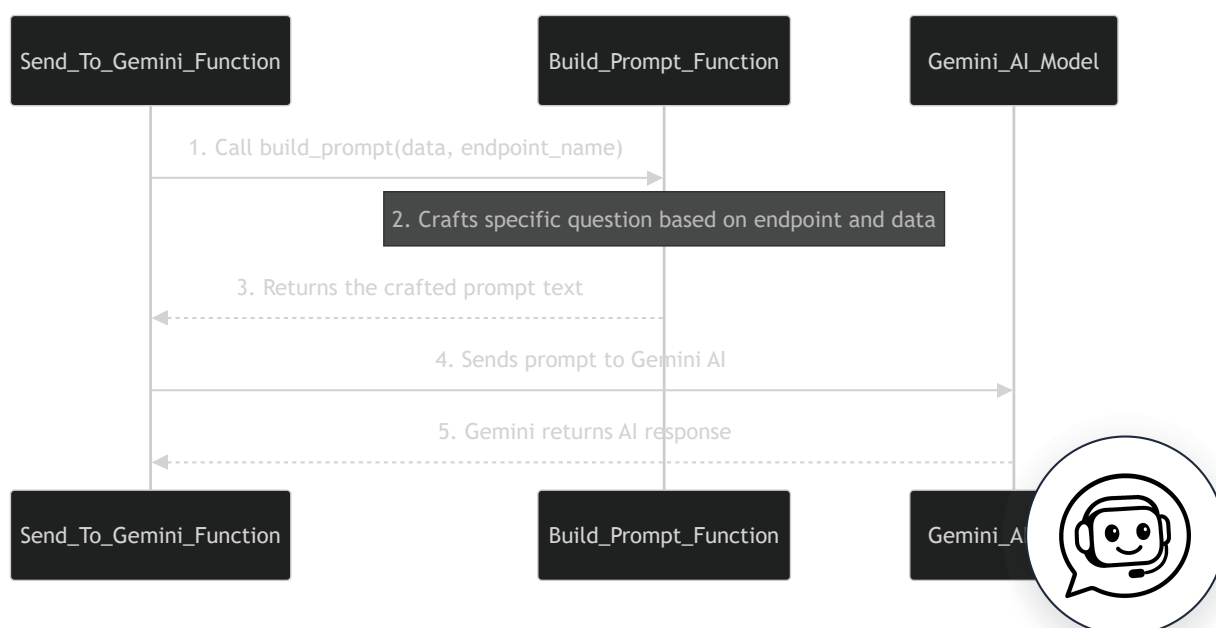 Send_To_Gemini_Function
Build_Prompt_Function
Gemini_AI_Model
1. Call build_prompt(data, endpoint_name)
2. Crafts specific question based on endpoint and data
3. Returns the crafted prompt text
4. Sends prompt to Gemini AI
5. Gemini returns AI response
Send_To_Gemini_Function
Build_Prompt_Function
Gemini_A